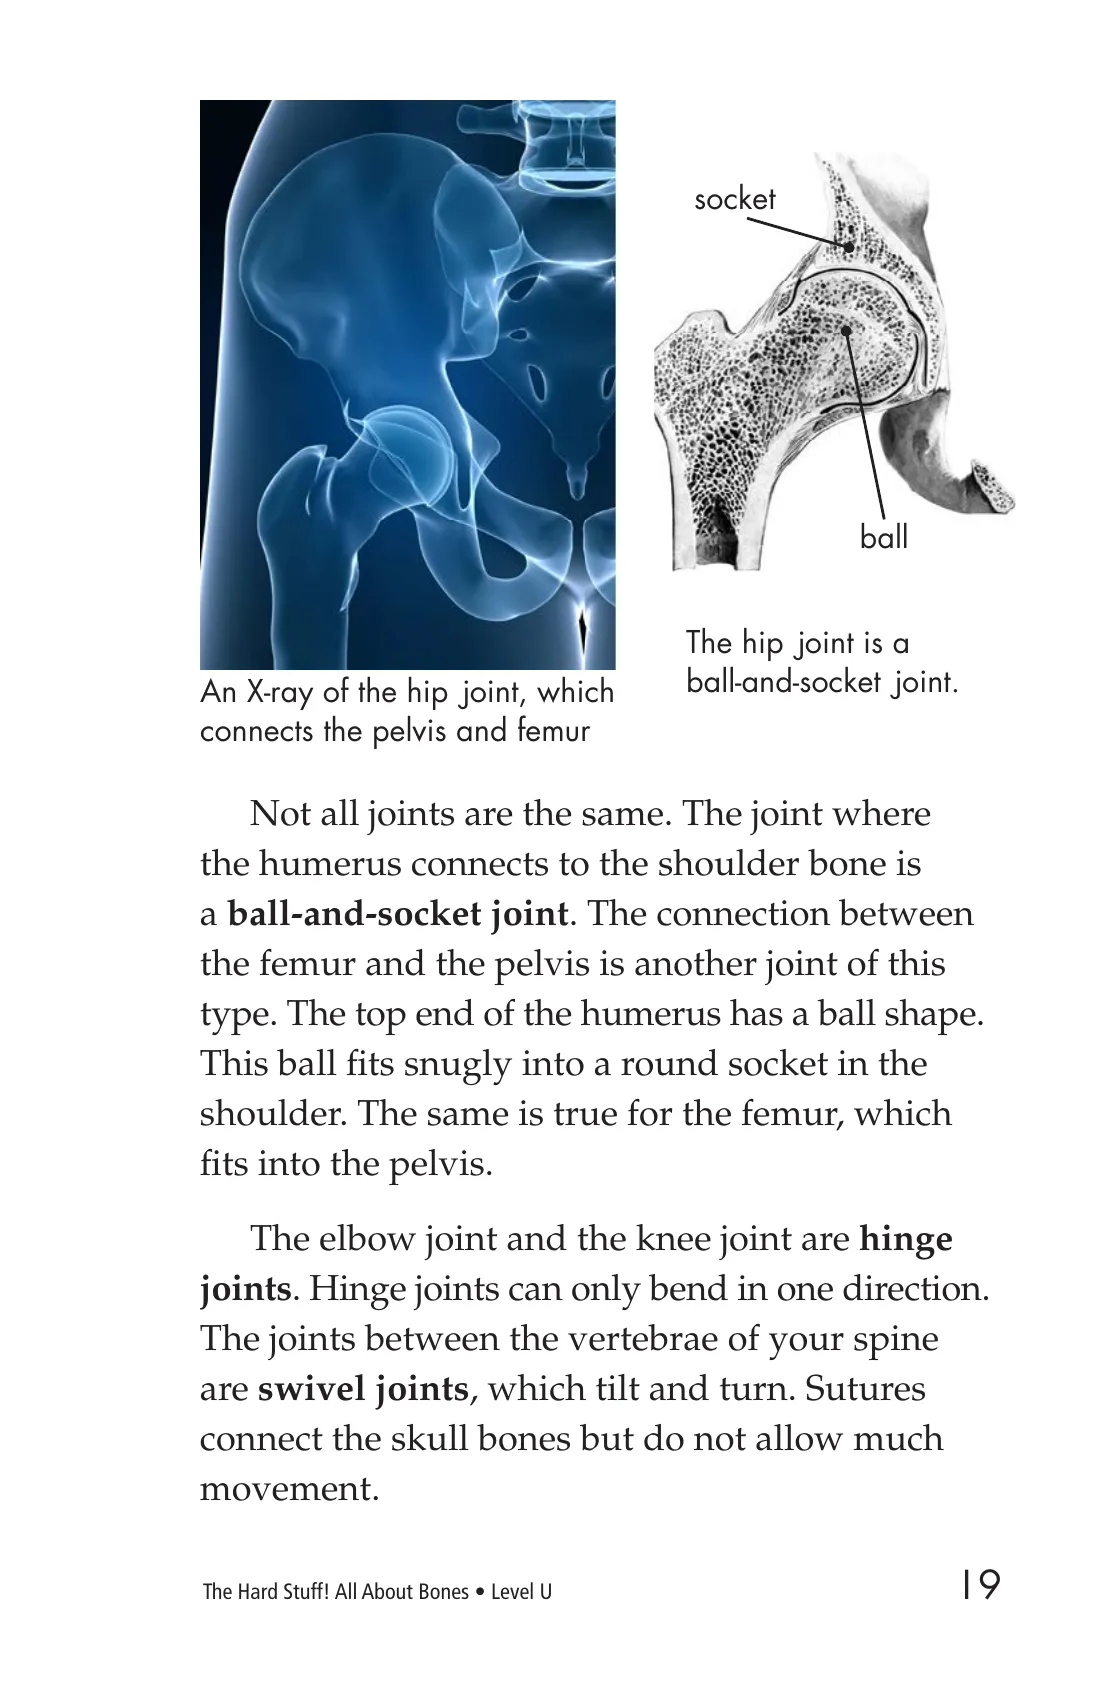 socket
ball
The hip joint is a
ball-and-socket joint.
An X-ray of the hip joint, which
connects the pelvis and femur
Not all joints are the same. The joint where
the humerus connects to the shoulder bone is
a ball-and-socket joint. The connection between
the femur and the pelvis is another joint of this
type. The top end of the humerus has a ball shape.
This ball fits snugly into a round socket in the
shoulder. The same is true for the femur, which
fits into the pelvis.
The elbow joint and the knee joint are hinge
joints. Hinge joints can only bend in one direction.
The joints between the vertebrae of your spine
are swivel joints, which tilt and turn. Sutures
connect the skull bones but do not allow much
movement.
The Hard Stuff! All About Bones • Level U
19